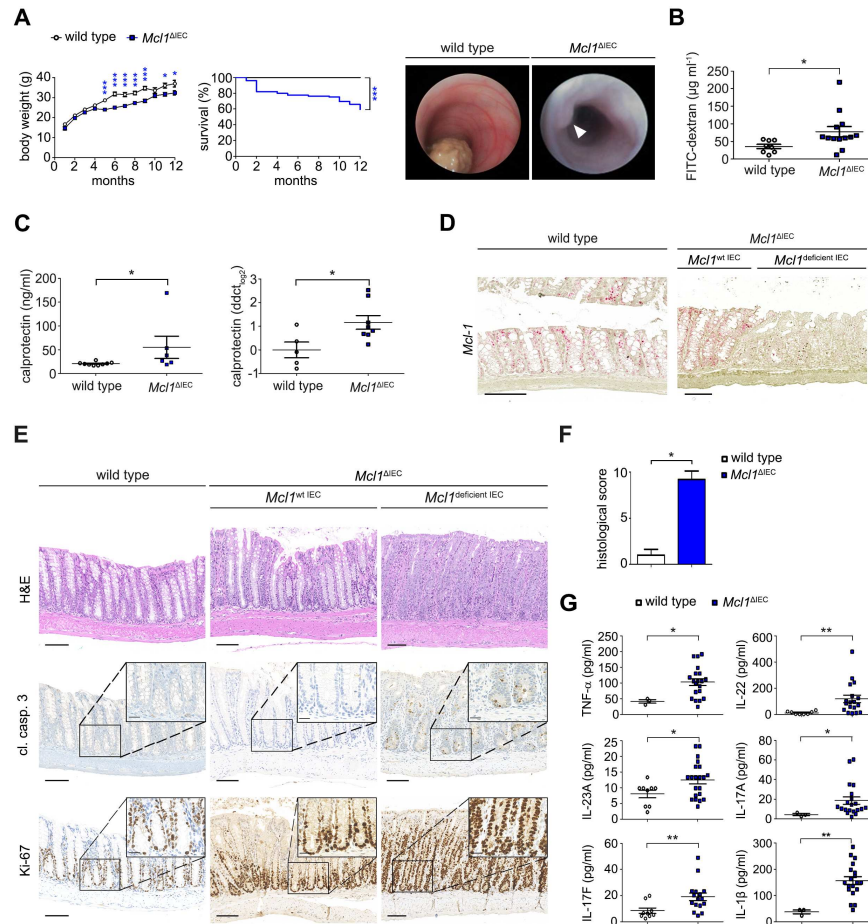 A
wild type Mcl1ΔIEC
body weight (g)
40
30
20
10
0
*** *** *** *** *** *** * *
0 2 4 6 8 10 12
months
survival (%)
100
80
60
40
20
0
***
0 2 4 6 8 10 12
months
wild type Mcl1ΔIEC
B
FITC-dextran (µg ml-1)
250
200
150
100
50
0
*
wild type Mcl1ΔIEC
C
calprotectin (ng/ml)
200
150
100
50
0
*
wild type Mcl1ΔIEC
calprotectin (ddctlog2)
3
2
1
0
-1
*
wild type Mcl1ΔIEC
D
wild type Mcl1ΔIEC
Mcl1wt IEC Mcl1deficient IEC
Mcl-1
E
wild type Mcl1ΔIEC
Mcl1wt IEC Mcl1deficient IEC
H&E
cl. casp. 3
Ki-67
F
wild type
Mcl1ΔIEC
histological score
10
5
0
*
G
wild type Mcl1ΔIEC
TNF-α (pg/ml)
250
200
150
100
50
0
*
IL-22 (pg/ml)
600
400
200
0
**
IL-23A (pg/ml)
25
20
15
10
5
0
*
IL-17A (pg/ml)
80
60
40
20
0
*
IL-17F (pg/ml)
60
40
20
0
**
IL-1β (pg/ml)
400
300
200
100
0
**